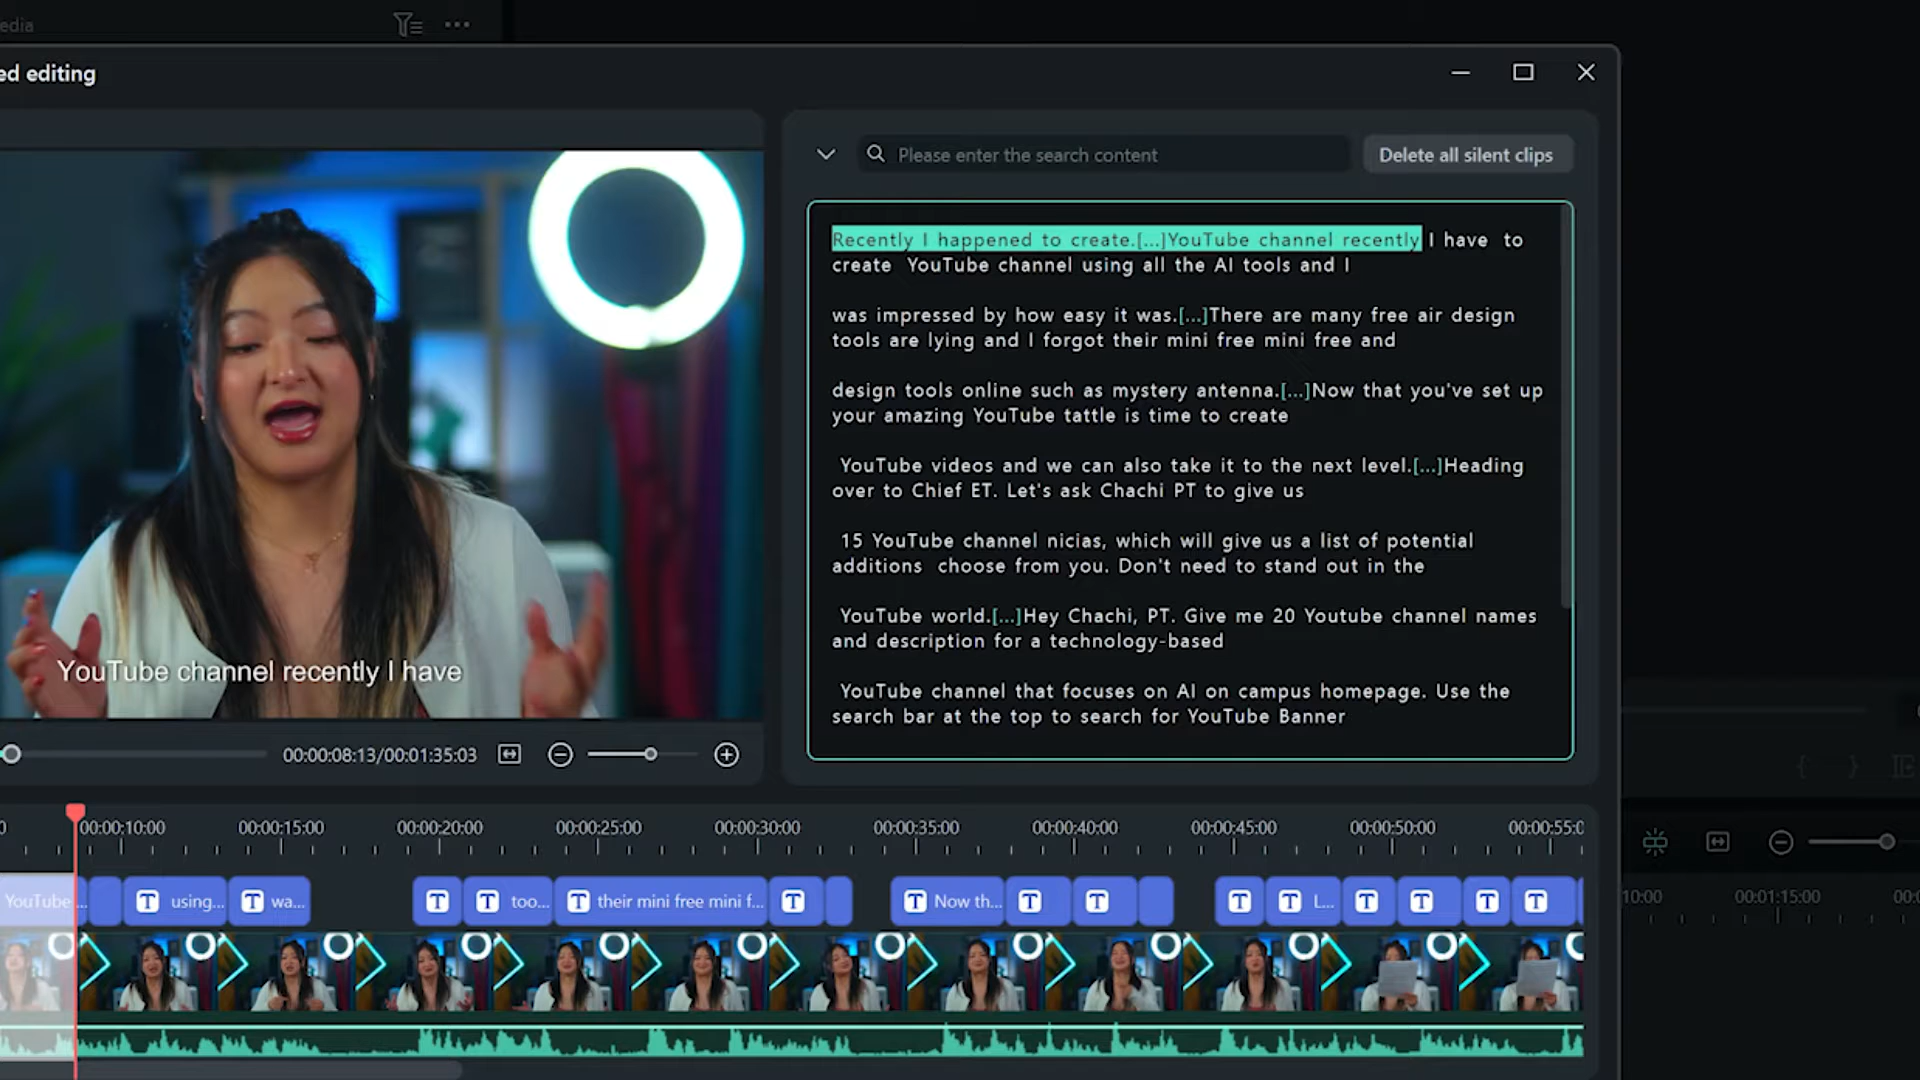 edia
ed editing
Please enter the search content
Delete all silent clips
Recently I happened to create.[...]YouTube channel recently I have to
create YouTube channel using all the AI tools and I
was impressed by how easy it was.[...]There are many free air design
tools are lying and I forgot their mini free mini free and
design tools online such as mystery antenna.[...]Now that you've set up
your amazing YouTube tattle is time to create
YouTube videos and we can also take it to the next level.[...]Heading
over to Chief ET. Let's ask Chachi PT to give us
15 YouTube channel nicias, which will give us a list of potential
additions choose from you. Don't need to stand out in the
YouTube world.[...]Hey Chachi, PT. Give me 20 Youtube channel names
and description for a technology-based
YouTube channel that focuses on AI on campus homepage. Use the
search bar at the top to search for YouTube Banner
YouTube channel recently I have
00:00:08:13/00:01:35:03
0 00:00:10:00 00:00:15:00 00:00:20:00 00:00:25:00 00:00:30:00 00:00:35:00 00:00:40:00 00:00:45:00 00:00:50:00 00:00:55:0
YouTube ... T using... T wa... T T too... T their mini free mini f... T T Now th... T T T T L... T T T T
10:00 00:01:15:00 00:0